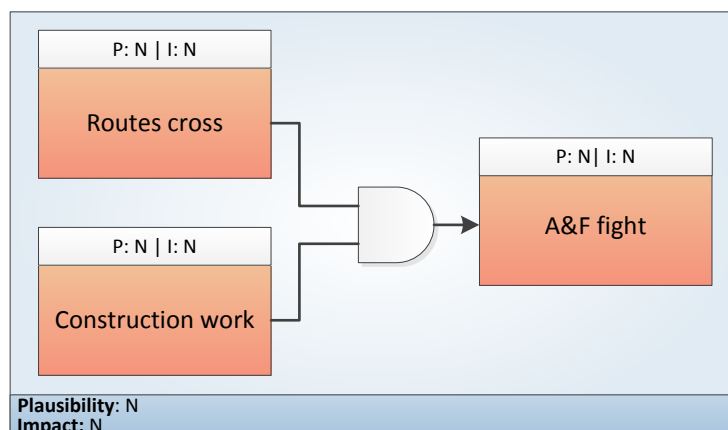 P: N | I: N
Routes cross
P: N | I: N
Construction work
P: N| I: N
A&F fight
Plausibility: N
Impact: N